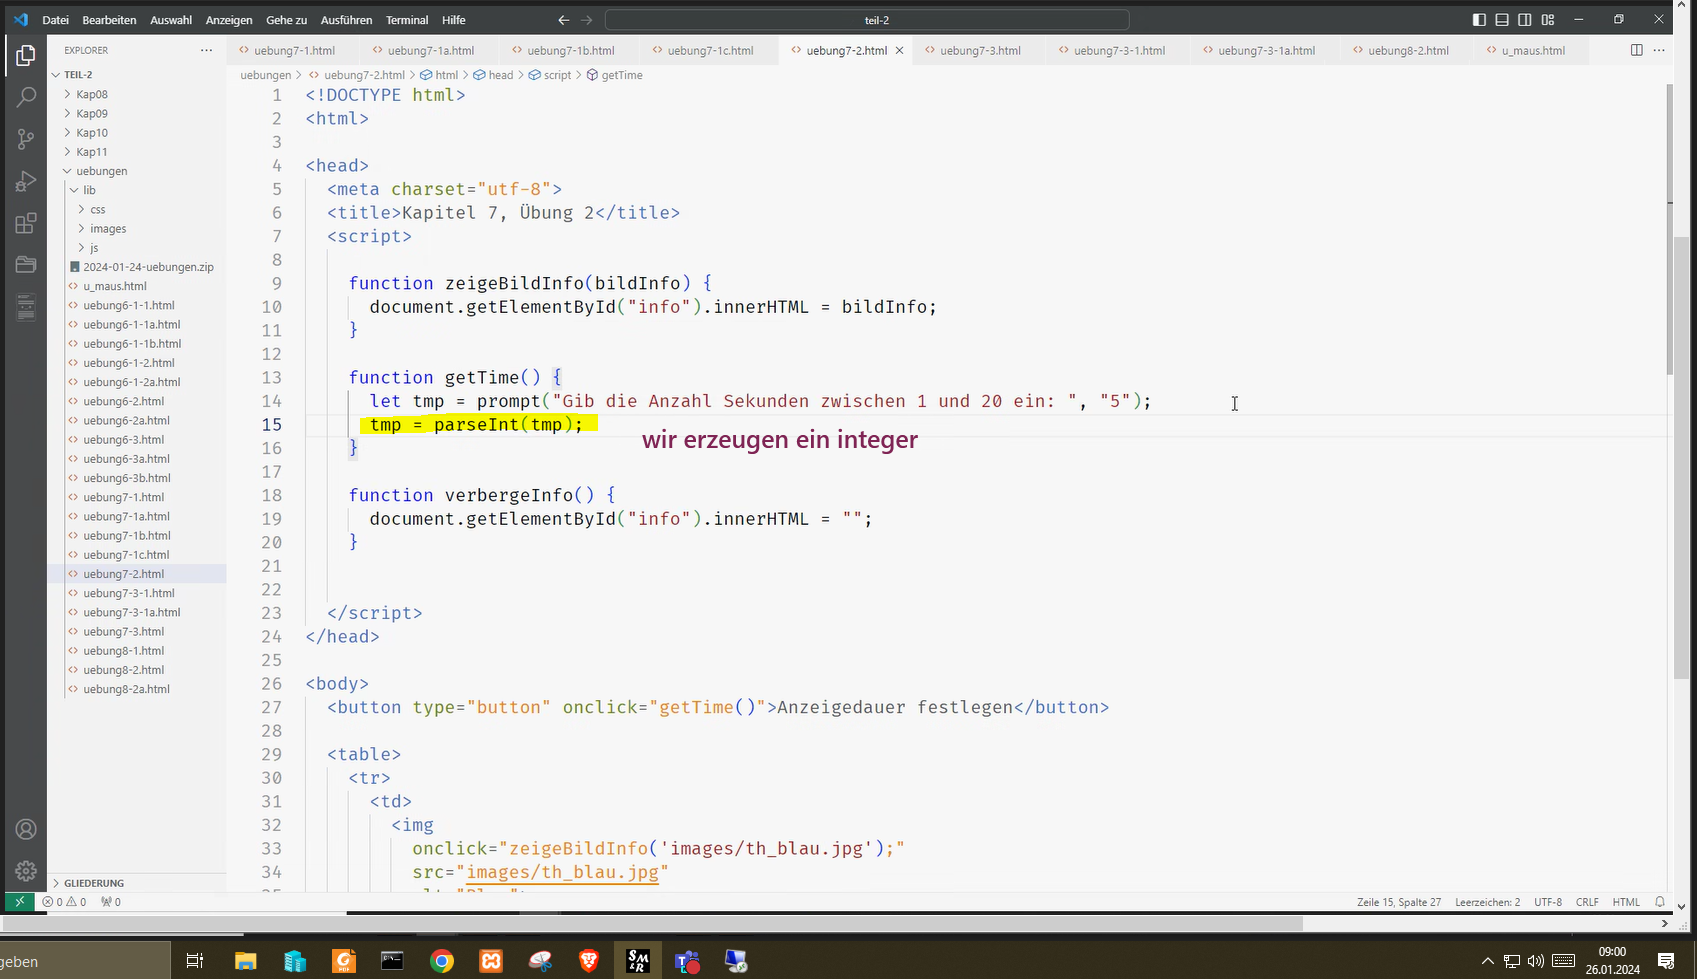 Datei Bearbeiten Auswahl Anzeigen Gehe zu Ausführen Terminal Hilfe
teil-2
EXPLORER
uebung7-1.html uebung7-1a.html uebung7-1b.html uebung7-1c.html uebung7-2.html uebung7-3.html uebung7-3-1.html uebung7-3-1a.html uebung8-2.html u_maus.html
uebungen > uebung7-2.html > html > head > script > getTime
TEIL-2
Kap08
Kap09
Kap10
Kap11
uebungen
lib
css
images
js
2024-01-24-uebungen.zip
u_maus.html
uebung6-1-1.html
uebung6-1-1a.html
uebung6-1-1b.html
uebung6-1-2.html
uebung6-1-2a.html
uebung6-2.html
uebung6-2a.html
uebung6-3.html
uebung6-3a.html
uebung6-3b.html
uebung7-1.html
uebung7-1a.html
uebung7-1b.html
uebung7-1c.html
uebung7-2.html
uebung7-3-1.html
uebung7-3-1a.html
uebung7-3.html
uebung8-1.html
uebung8-2.html
uebung8-2a.html
GLIEDERUNG
1 <!DOCTYPE html>
2 <html>
3
4 <head>
5 <meta charset="utf-8">
6 <title>Kapitel 7, Übung 2</title>
7 <script>
8
9 function zeigeBildInfo(bildInfo) {
10 document.getElementById("info").innerHTML = bildInfo;
11 }
12
13 function getTime() {
14 let tmp = prompt("Gib die Anzahl Sekunden zwischen 1 und 20 ein: ", "5");
15 tmp = parseInt(tmp);
wir erzeugen ein integer
16 }
17
18 function verbergeInfo() {
19 document.getElementById("info").innerHTML = "";
20 }
21
22
23 </script>
24 </head>
25
26 <body>
27 <button type="button" onclick="getTime()">Anzeigedauer festlegen</button>
28
29 <table>
30 <tr>
31 <td>
32 <img
33 onclick="zeigeBildInfo('images/th_blau.jpg');"
34 src="images/th_blau.jpg"
0 0 0
Zeile 15, Spalte 27 Leerzeichen: 2 UTF-8 CRLF HTML
geben
09:00
26.01.2024